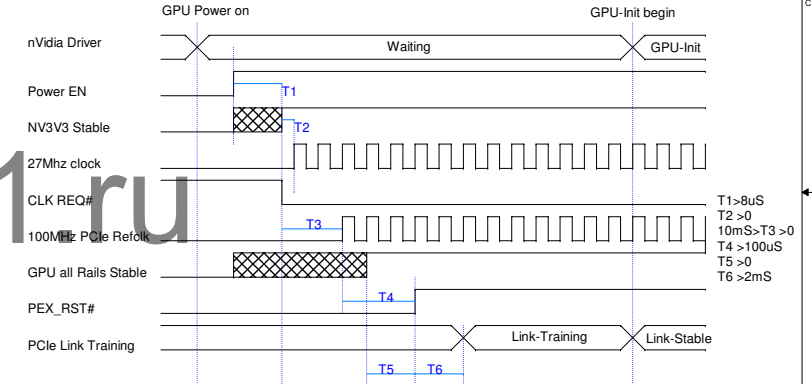 GPU Power on
GPU-Init begin
C
nVidia Driver
Waiting
GPU-Init
Power EN
T1
NV3V3 Stable
T2
27Mhz clock
1.ru
CLK REQ#
T3
100MHz PCIe Refclk
GPU all Rails Stable
T1>8uS
T2 >0
10mS>T3 >0
T4 >100uS
T5 >0
T6 >2mS
T4
PEX_RST#
PCIe Link Training
Link-Training
Link-Stable
T5
T6